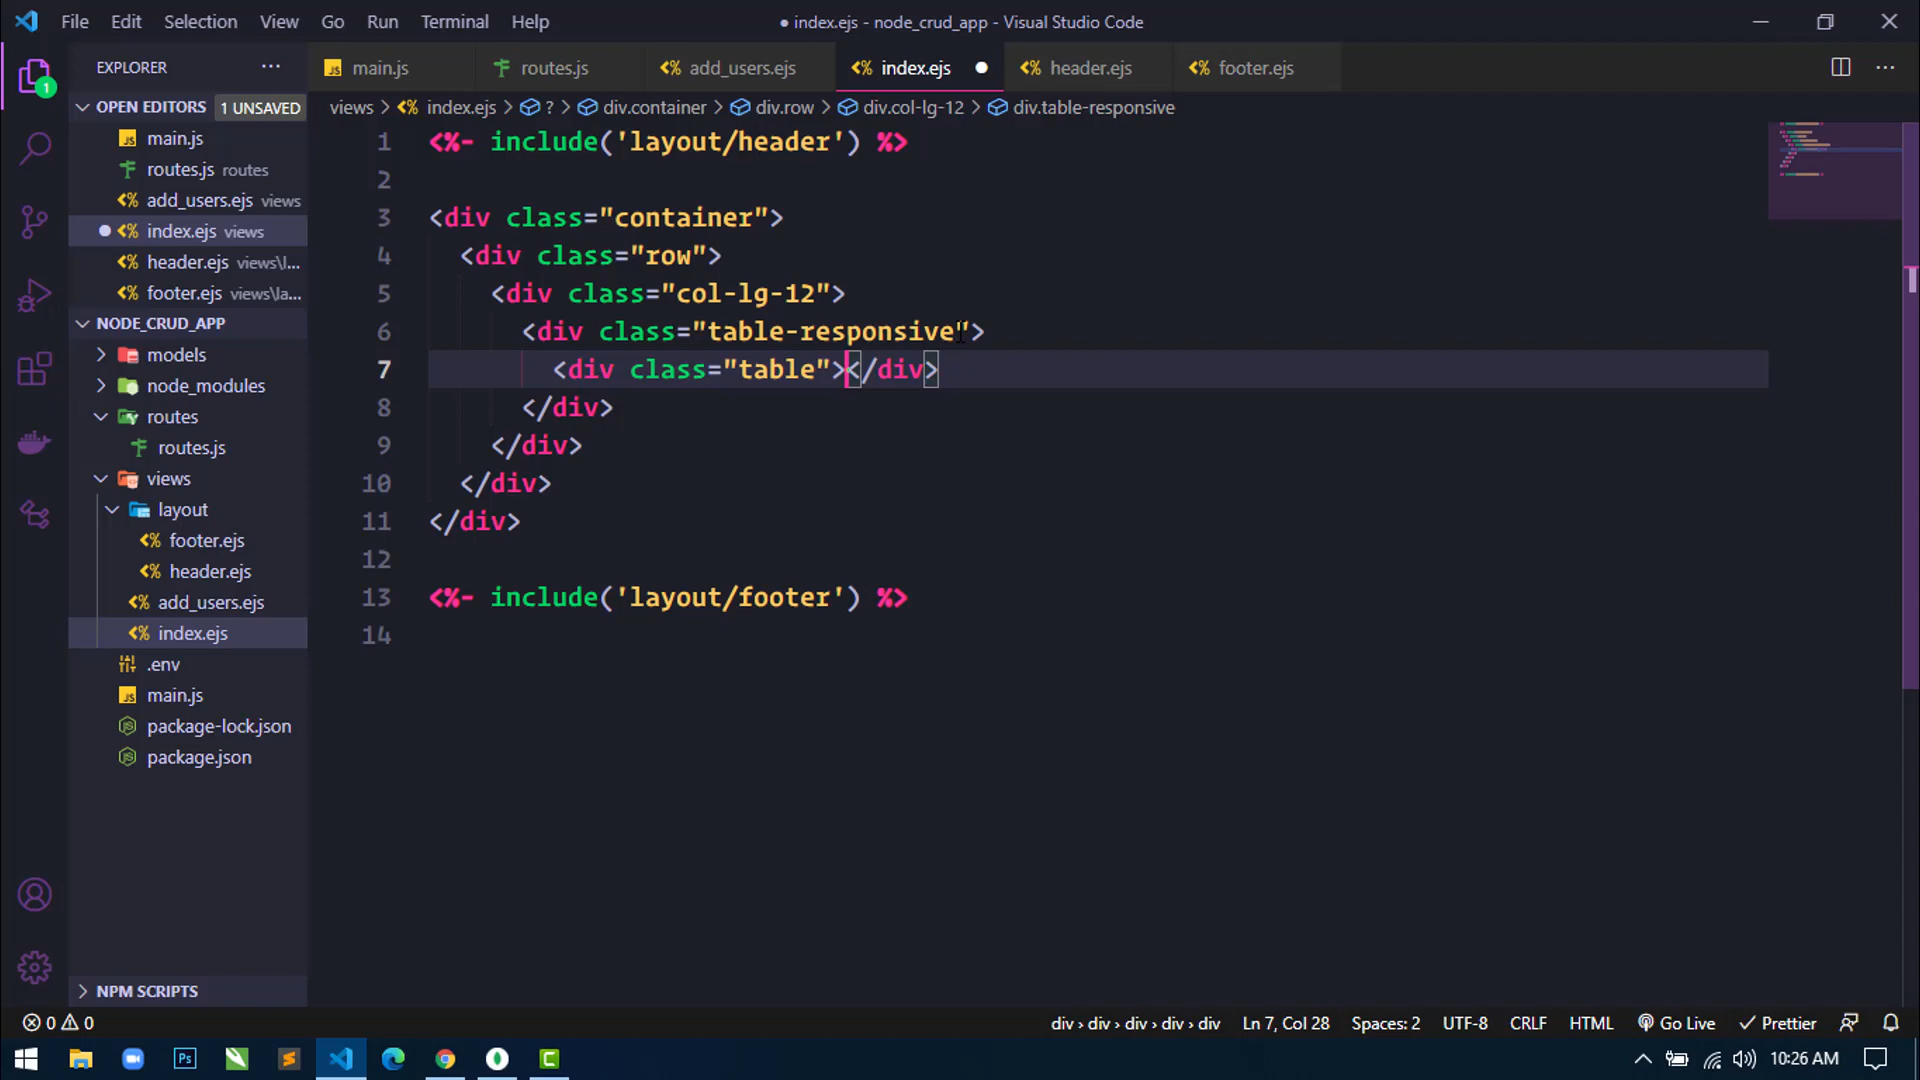 File Edit Selection View Go Run Terminal Help
● index.ejs - node_crud_app - Visual Studio Code
EXPLORER ...
main.js routes.js add_users.ejs index.ejs header.ejs footer.ejs
OPEN EDITORS 1 UNSAVED
views > index.ejs > ? > div.container > div.row > div.col-lg-12 > div.table-responsive
main.js
routes.js routes
add_users.ejs views
index.ejs views
header.ejs views\l...
footer.ejs views\la...
NODE_CRUD_APP
models
node_modules
routes
routes.js
views
layout
footer.ejs
header.ejs
add_users.ejs
index.ejs
.env
main.js
package-lock.json
package.json
NPM SCRIPTS
1 <%- include('layout/header') %>
2
3 <div class="container">
4 <div class="row">
5 <div class="col-lg-12">
6 <div class="table-responsive">
7 <div class="table"></div>
8 </div>
9 </div>
10 </div>
11 </div>
12
13 <%- include('layout/footer') %>
14
1
0 0 div › div › div › div › div Ln 7, Col 28 Spaces: 2 UTF-8 CRLF HTML Go Live Prettier
Ps 10:26 AM